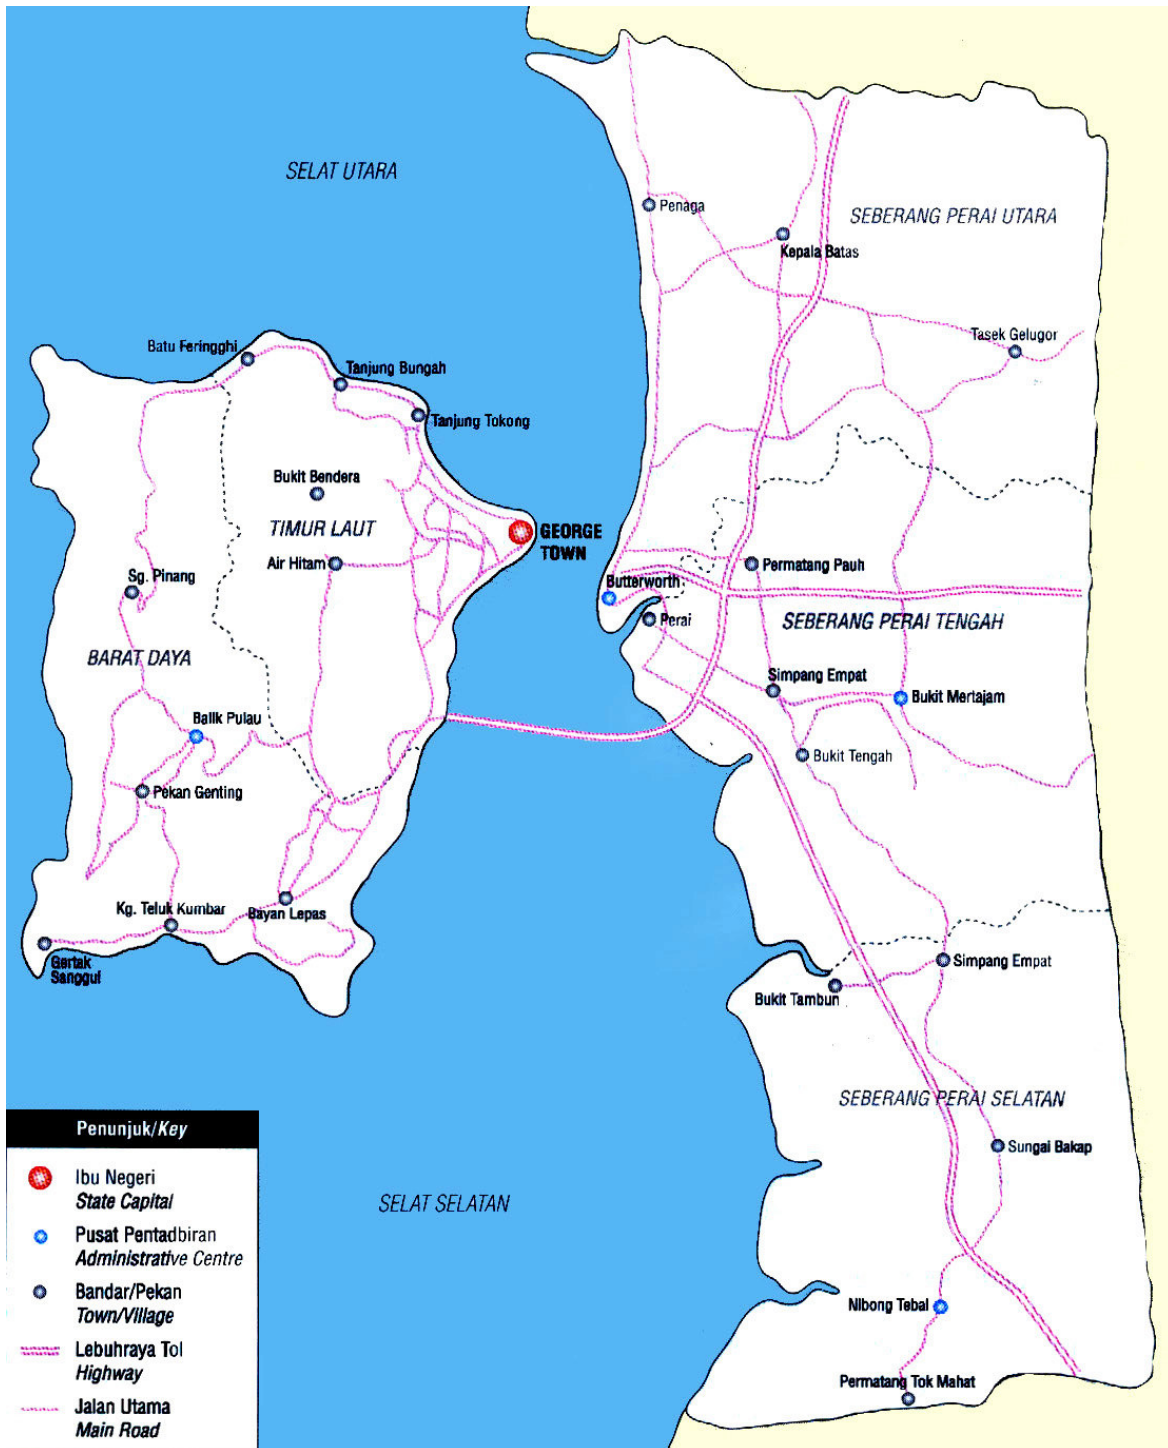 SELAT UTARA
Penaga
SEBERANG PERAI UTARA
Kepala Batas
Tasek Gelugor
Batu Feringghi
Tanjung Bungah
Tanjung Tokong
Bukit Bendera
TIMUR LAUT
GEORGE
TOWN
Air Hitam
Sg. Pinang
Permatang Pauh
Butterworth
Perai
SEBERANG PERAI TENGAH
BARAT DAYA
Simpang Empat
Bukit Mertajam
Balik Pulau
Bukit Tengah
Pekan Genting
Kg. Teluk Kumbar
Bayan Lepas
Gertak
Sanggul
Simpang Empat
Bukit Tambun
SEBERANG PERAI SELATAN
Sungai Bakap
SELAT SELATAN
Nibong Tebal
Permatang Tok Mahat
Penunjuk/Key
Ibu Negeri
State Capital
Pusat Pentadbiran
Administrative Centre
Bandar/Pekan
Town/Village
Lebuhraya Tol
Highway
Jalan Utama
Main Road